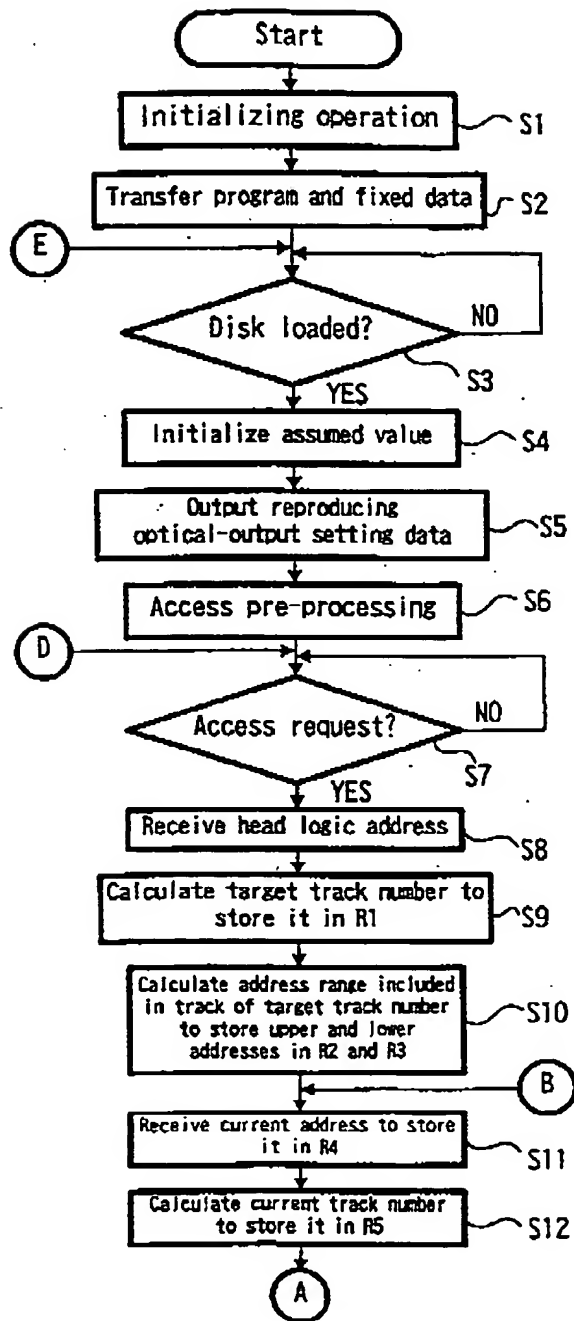 Start
Initializing operation
S1
Transfer program and fixed data
S2
E
Disk loaded?
NO
S3
YES
Initialize assumed value
S4
Output reproducing
optical-output setting data
S5
Access pre-processing
S6
D
Access request?
NO
S7
YES
Receive head logic address
S8
Calculate target track number to
store it in R1
S9
Calculate address range included
in track of target track number
to store upper and lower
addresses in R2 and R3
S10
B
Receive current address to store
it in R4
S11
Calculate current track number
to store it in R5
S12
A